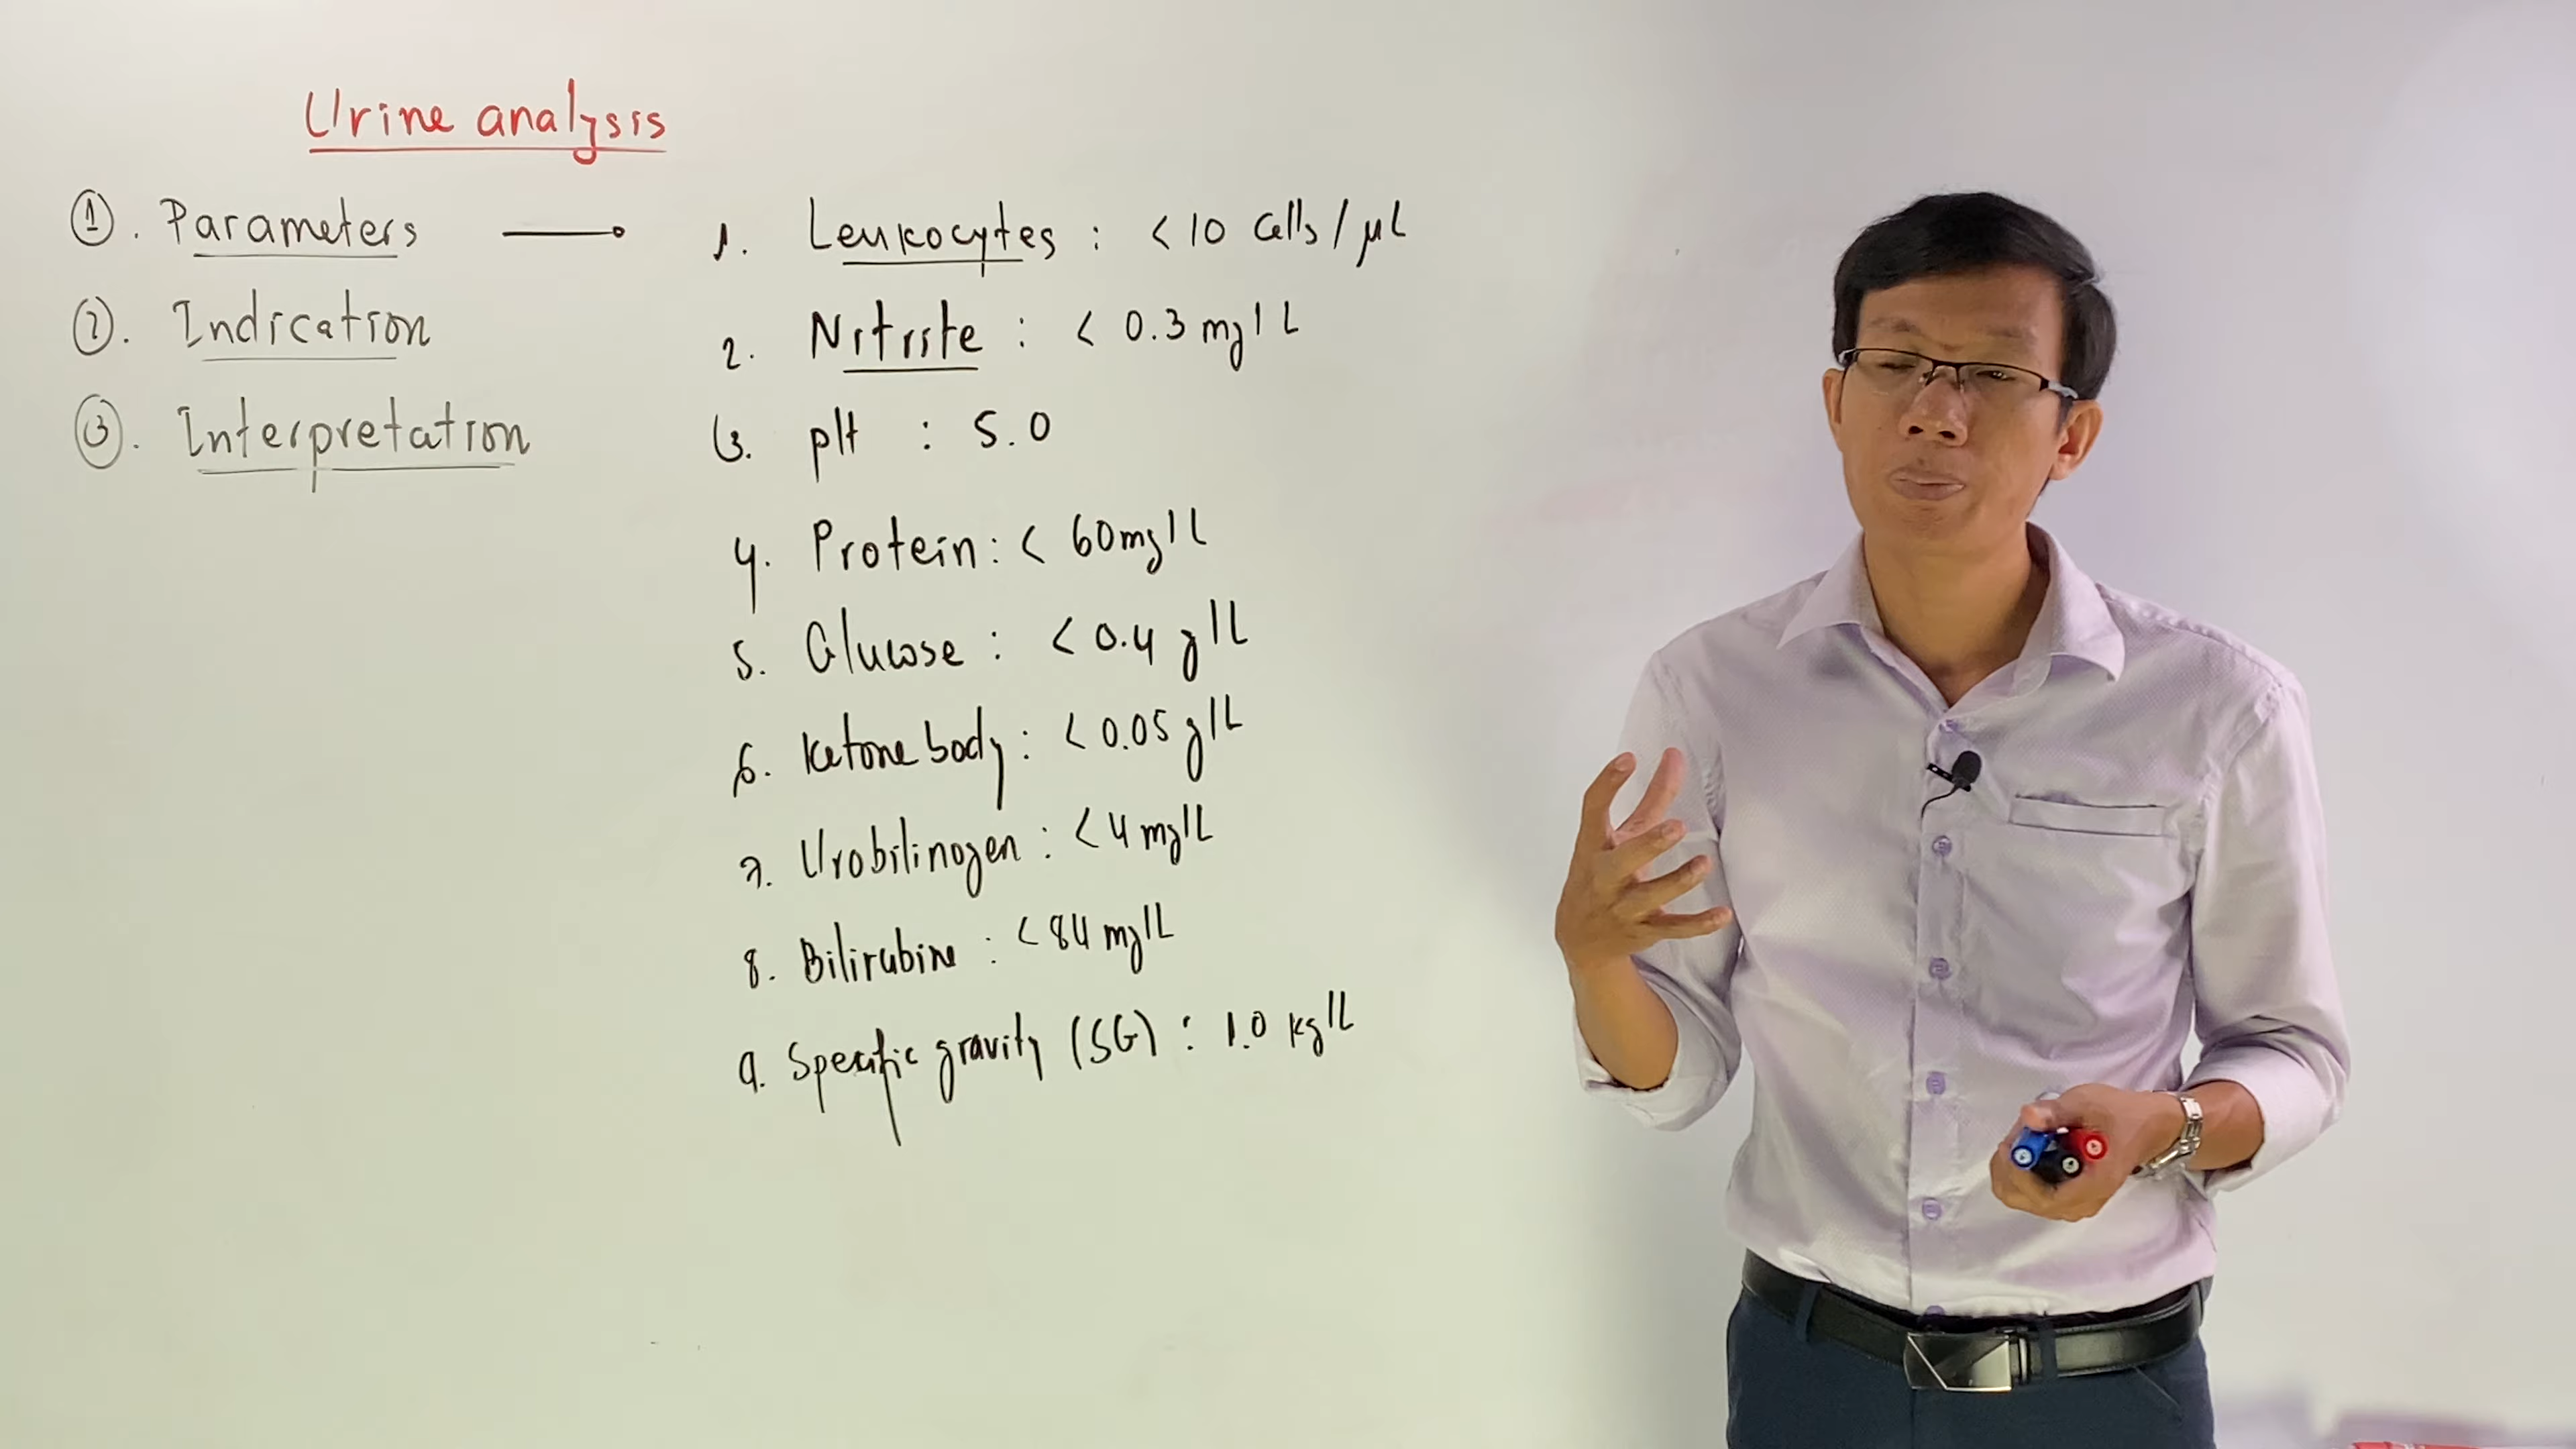 Urine analysis
① . Parameters
② . Indication
③ . Interpretation
1. Leukocytes : < 10 Cells/μL
2. Nitrite : < 0.3 mg/L
3. pH : 5.0
4. Protein : < 60mg/L
5. Glucose : < 0.4 g/L
6. Ketone body : < 0.05 g/L
7. Urobilinogen : < 4 mg/L
8. Bilirubine : < 84 mg/L
9. Specific gravity (SG) : 1.0 kg/L